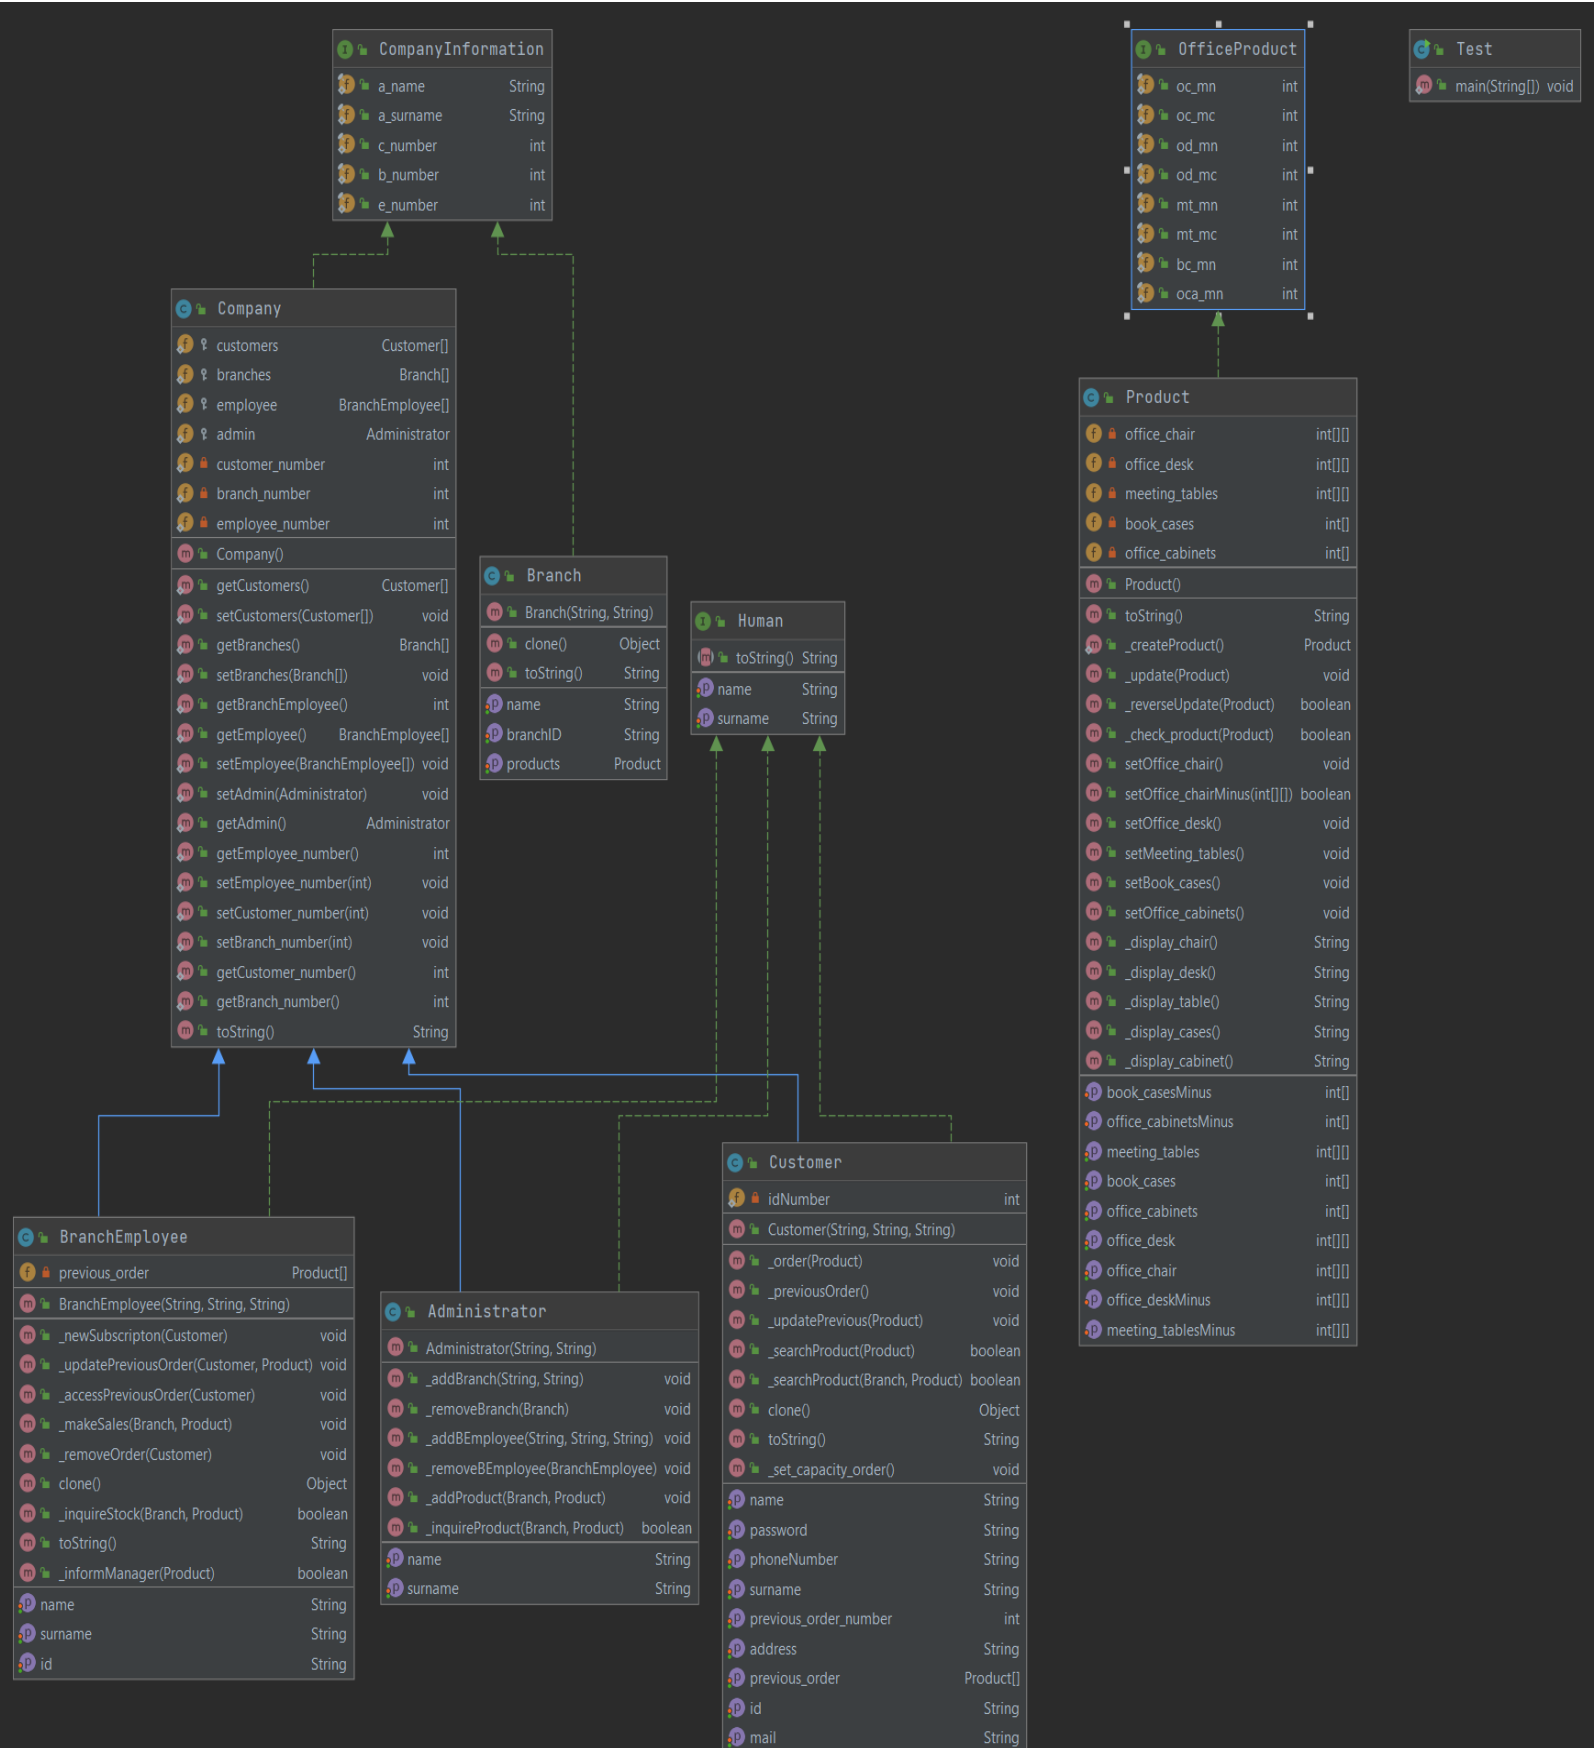 CompanyInformation
a_name String
a_surname String
c_number int
b_number int
e_number int
OfficeProduct
oc_mn int
oc_mc int
od_mn int
od_mc int
mt_mn int
mt_mc int
bc_mn int
oca_mn int
Test
main(String[]) void
Company
customers Customer[]
branches Branch[]
employee BranchEmployee[]
admin Administrator
customer_number int
branch_number int
employee_number int
Company()
getCustomers() Customer[]
setCustomers(Customer[]) void
getBranches() Branch[]
setBranches(Branch[]) void
getBranchEmployee() int
getEmployee() BranchEmployee[]
setEmployee(BranchEmployee[]) void
setAdmin(Administrator) void
getAdmin() Administrator
getEmployee_number() int
setEmployee_number(int) void
setCustomer_number(int) void
setBranch_number(int) void
getCustomer_number() int
getBranch_number() int
toString() String
Branch
Branch(String, String)
clone() Object
toString() String
name String
branchID String
products Product
Human
toString() String
name String
surname String
Product
office_chair int[][]
office_desk int[][]
meeting_tables int[][]
book_cases int[]
office_cabinets int[]
Product()
toString() String
_createProduct() Product
_update(Product) void
_reverseUpdate(Product) boolean
_check_product(Product) boolean
setOffice_chair() void
setOffice_chairMinus(int[][]) boolean
setOffice_desk() void
setMeeting_tables() void
setBook_cases() void
setOffice_cabinets() void
_display_chair() String
_display_desk() String
_display_table() String
_display_cases() String
_display_cabinet() String
book_casesMinus int[]
office_cabinetsMinus int[]
meeting_tables int[][]
book_cases int[]
office_cabinets int[]
office_desk int[][]
office_chair int[][]
office_deskMinus int[][]
meeting_tablesMinus int[][]
BranchEmployee
previous_order Product[]
BranchEmployee(String, String, String)
_newSubscripton(Customer) void
_updatePreviousOrder(Customer, Product) void
_accessPreviousOrder(Customer) void
_makeSales(Branch, Product) void
_removeOrder(Customer) void
clone() Object
_inquireStock(Branch, Product) boolean
toString() String
_informManager(Product) boolean
name String
surname String
id String
Administrator
Administrator(String, String)
_addBranch(String, String) void
_removeBranch(Branch) void
_addBEmployee(String, String, String) void
_removeBEmployee(BranchEmployee) void
_addProduct(Branch, Product) void
_inquireProduct(Branch, Product) boolean
name String
surname String
Customer
idNumber int
Customer(String, String, String)
_order(Product) void
_previousOrder() void
_updatePrevious(Product) void
_searchProduct(Product) boolean
_searchProduct(Branch, Product) boolean
clone() Object
toString() String
_set_capacity_order() void
name String
password String
phoneNumber String
surname String
previous_order_number int
address String
previous_order Product[]
id String
mail String